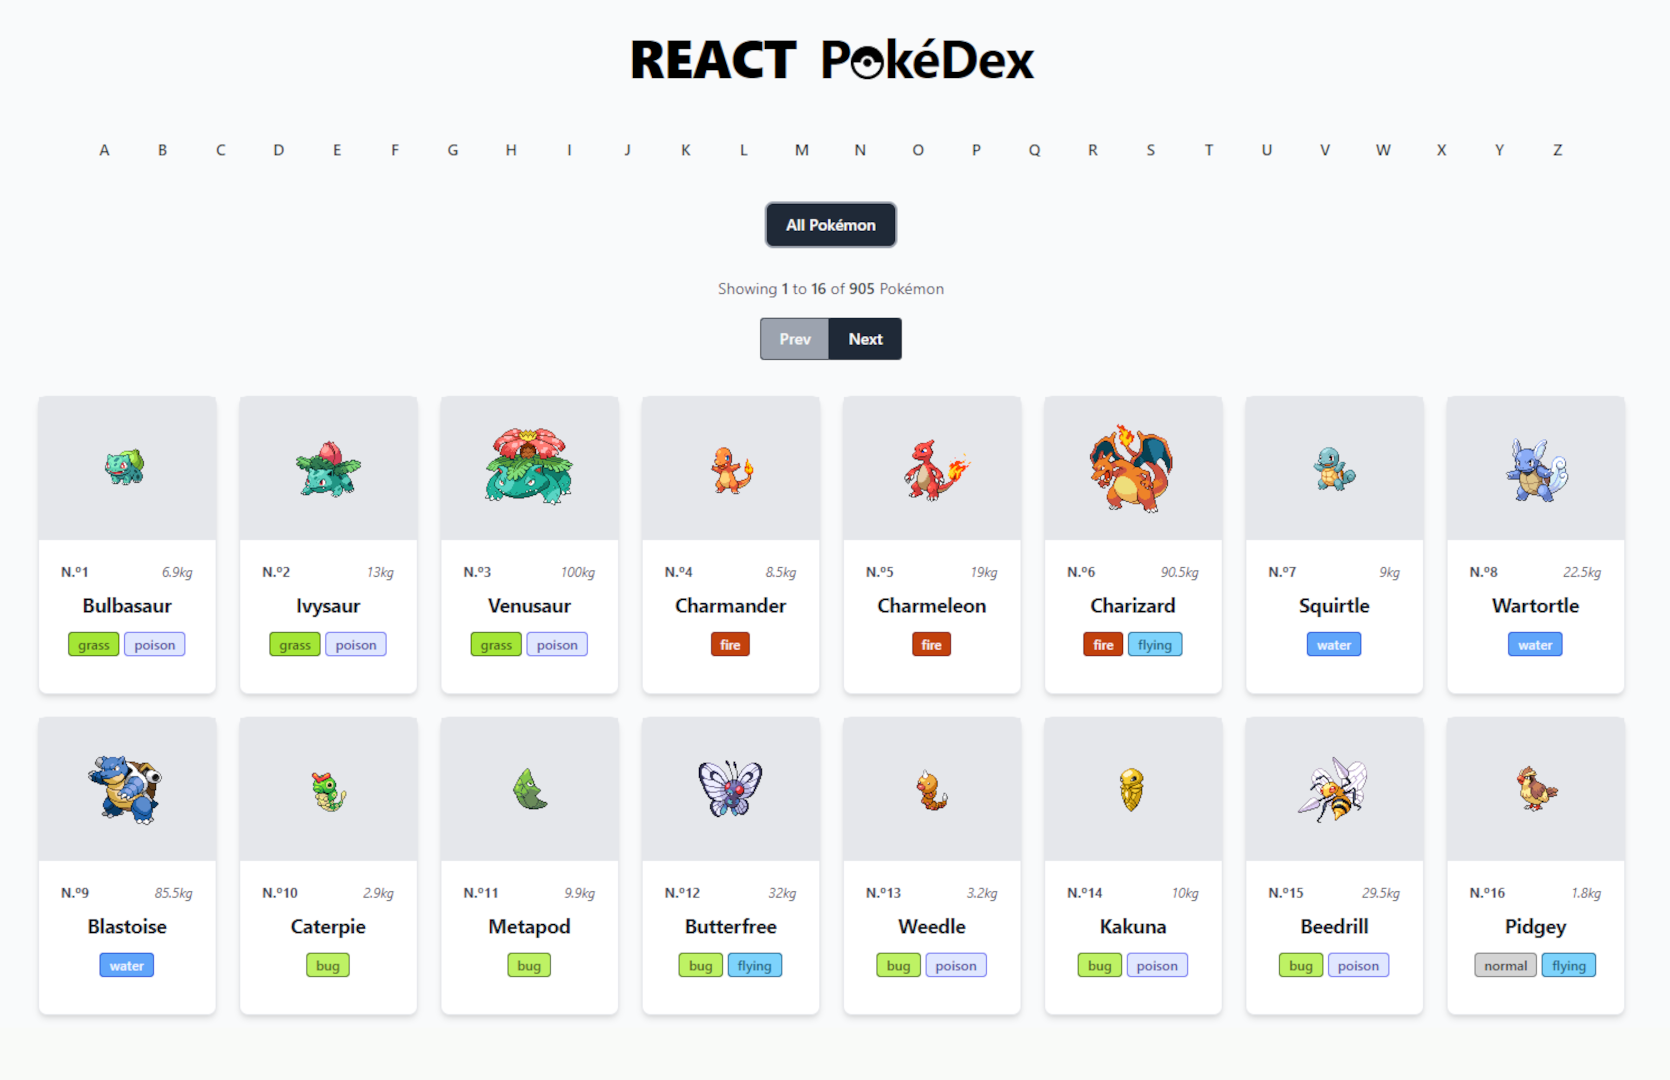 REACT PokéDex
A B C D E F G H I J K L M N O P Q R S T U V W X Y Z
All Pokémon
Showing 1 to 16 of 905 Pokémon
Prev Next
N.º1 6.9kg N.º2 13kg N.º3 100kg N.º4 8.5kg N.º5 19kg N.º6 90.5kg N.º7 9kg N.º8 22.5kg
Bulbasaur Ivysaur Venusaur Charmander Charmeleon Charizard Squirtle Wartortle
grass poison grass poison grass poison fire fire fire flying water water
N.º9 85.5kg N.º10 2.9kg N.º11 9.9kg N.º12 32kg N.º13 3.2kg N.º14 10kg N.º15 29.5kg N.º16 1.8kg
Blastoise Caterpie Metapod Butterfree Weedle Kakuna Beedrill Pidgey
water bug bug bug flying bug poison bug poison bug poison normal flying